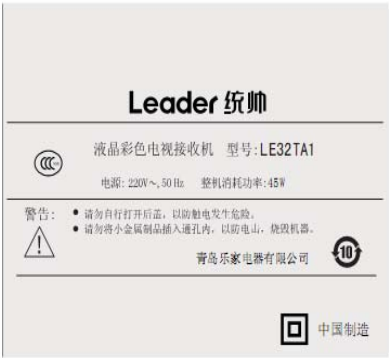 Leader 统帅
液晶彩色电视接收机 型号:LE32TA1
电源: 220V~,50Hz 整机消耗功率:45W
警告: ● 请勿自行打开后盖，以防触电发生危险。
● 请勿将小金属制品插入通孔内，以防电山，烧毁机器。
青岛乐家电器有限公司
10
中国制造